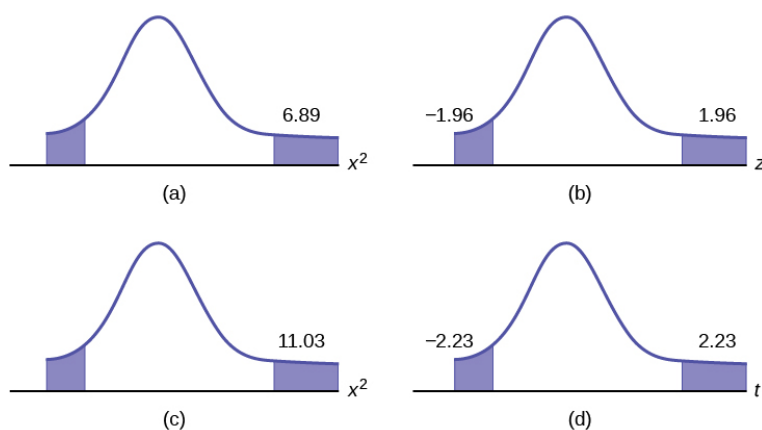 6.89
x²
(a)
−1.96
1.96
z
(b)
11.03
x²
(c)
−2.23
2.23
t
(d)